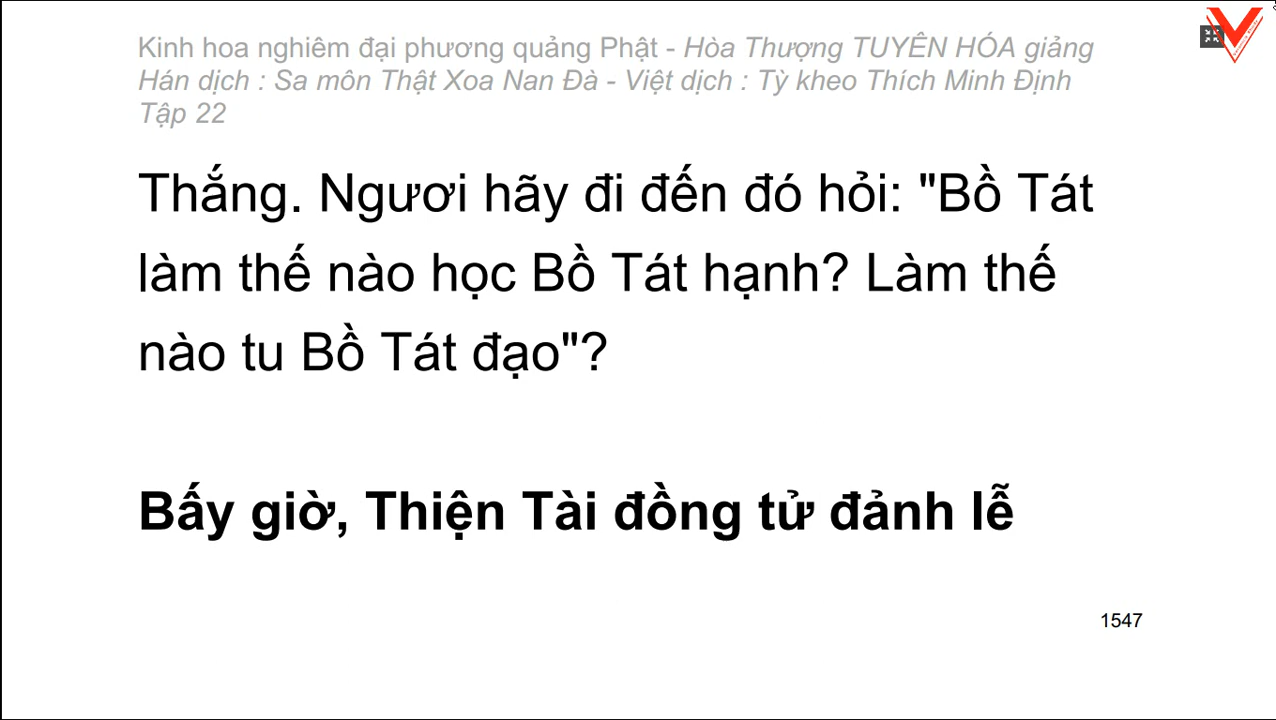 Kinh hoa nghiêm đại phương quảng Phật - Hòa Thượng TUYÊN HÓA giảng
Hán dịch : Sa môn Thật Xoa Nan Đà - Việt dịch : Tỳ kheo Thích Minh Định
Tập 22
Thắng. Ngươi hãy đi đến đó hỏi: "Bồ Tát
làm thế nào học Bồ Tát hạnh? Làm thế
nào tu Bồ Tát đạo"?
Bấy giờ, Thiện Tài đồng tử đảnh lễ
1547